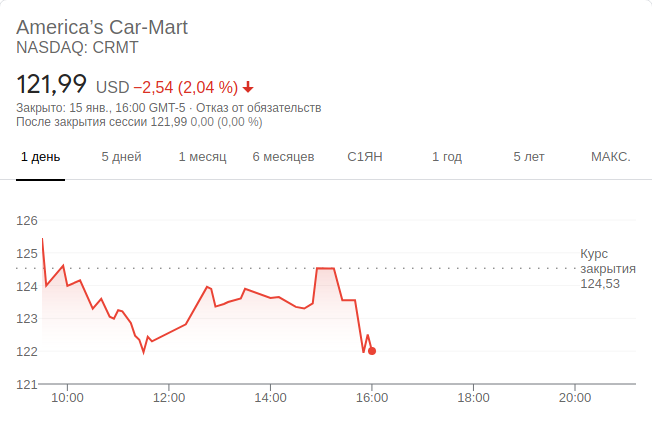 America’s Car-Mart
NASDAQ: CRMT
121,99 USD −2,54 (2,04 %)
Закрыто: 15 янв., 16:00 GMT-5 · Отказ от обязательств
После закрытия сессии 121,99 0,00 (0,00 %)
1 день 5 дней 1 месяц 6 месяцев С1ЯН 1 год 5 лет МАКС.
126
125
124
123
122
121
Курс
закрытия
124,53
10:00 12:00 14:00 16:00 18:00 20:00